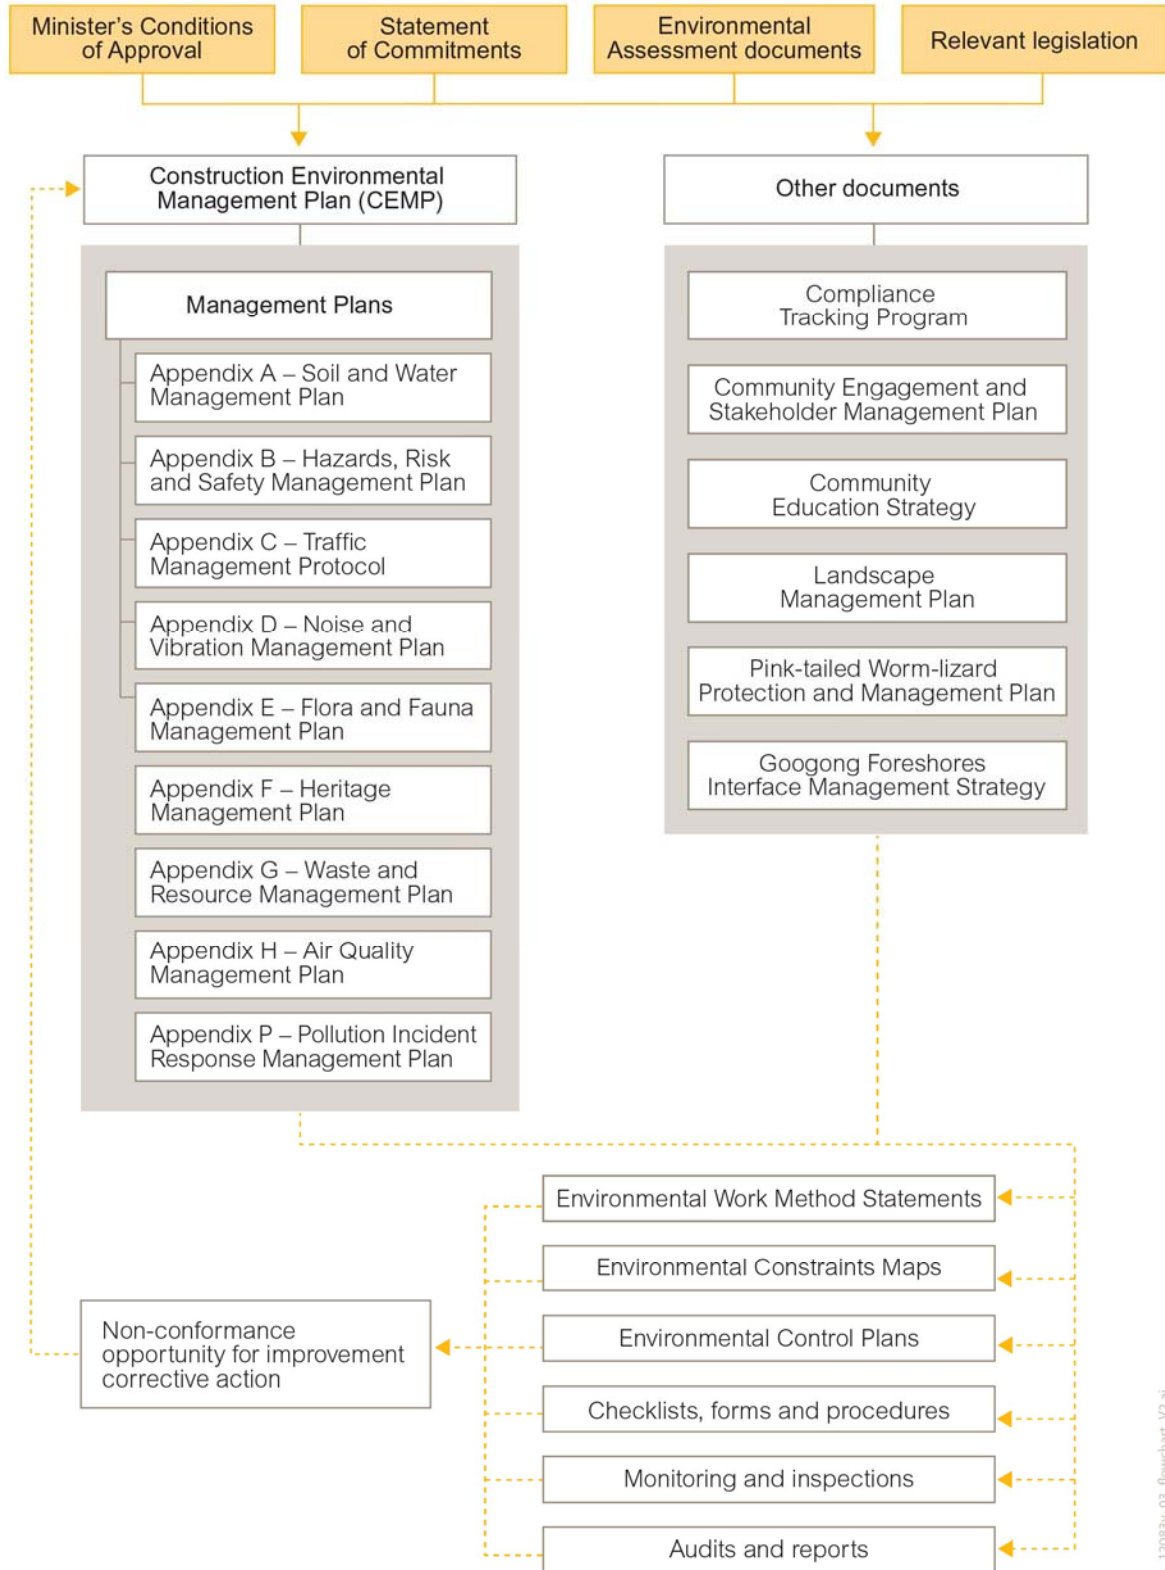 Minister's Conditions
of Approval
Statement
of Commitments
Environmental
Assessment documents
Relevant legislation
Construction Environmental
Management Plan (CEMP)
Other documents
Management Plans
Appendix A – Soil and Water
Management Plan
Appendix B – Hazards, Risk
and Safety Management Plan
Appendix C – Traffic
Management Protocol
Appendix D – Noise and
Vibration Management Plan
Appendix E – Flora and Fauna
Management Plan
Appendix F – Heritage
Management Plan
Appendix G – Waste and
Resource Management Plan
Appendix H – Air Quality
Management Plan
Appendix P – Pollution Incident
Response Management Plan
Compliance
Tracking Program
Community Engagement and
Stakeholder Management Plan
Community
Education Strategy
Landscape
Management Plan
Pink-tailed Worm-lizard
Protection and Management Plan
Googong Foreshores
Interface Management Strategy
Environmental Work Method Statements
Environmental Constraints Maps
Environmental Control Plans
Checklists, forms and procedures
Monitoring and inspections
Audits and reports
Non-conformance
opportunity for improvement
corrective action